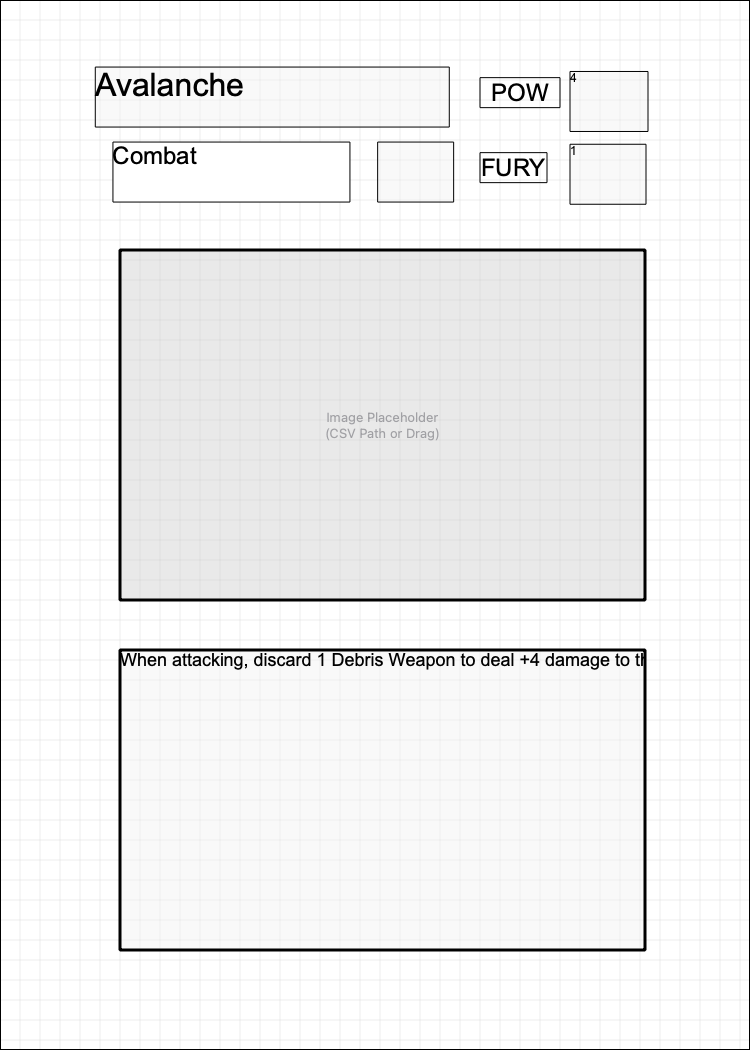 Avalanche
POW
4
Combat
FURY
1
Image Placeholder
(CSV Path or Drag)
When attacking, discard 1 Debris Weapon to deal +4 damage to